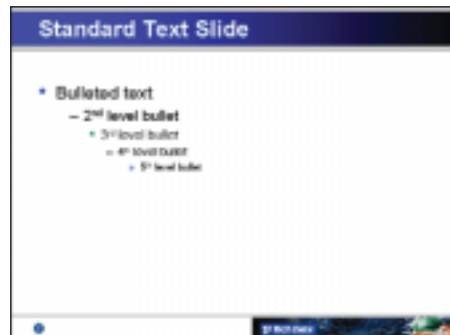 Standard Text Slide
Bulleted text
– 2nd level bullet
3rd level bullet
– 4th level bullet
5th level bullet